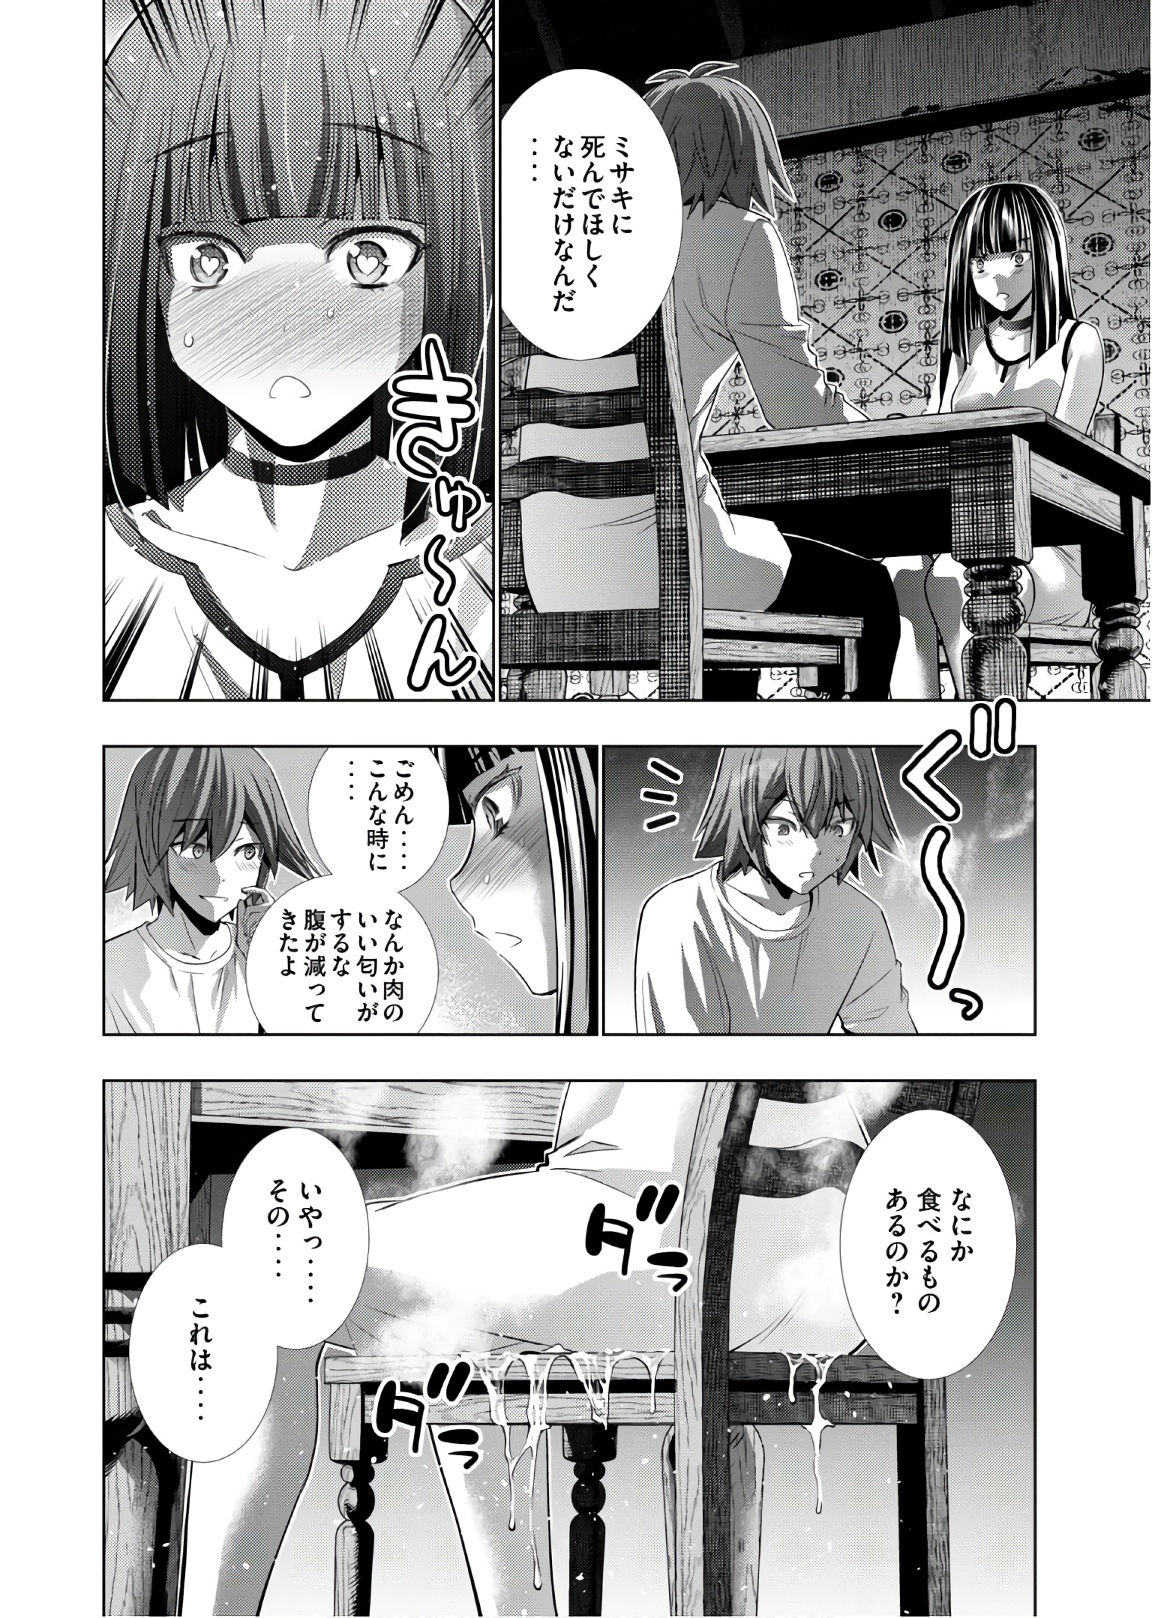 ミサキに
死んでほしく
ないだけなんだ
‥‥
きゅ〜〜ん
ぐ〜〜っ
ごめん‥‥
こんな時に
‥‥
なんか肉の
いい匂いが
するな
腹が減って
きたよ
なにか
食べるもの
あるのか?
ダラ
ダラ
いやっ‥‥
その‥‥
これは‥‥